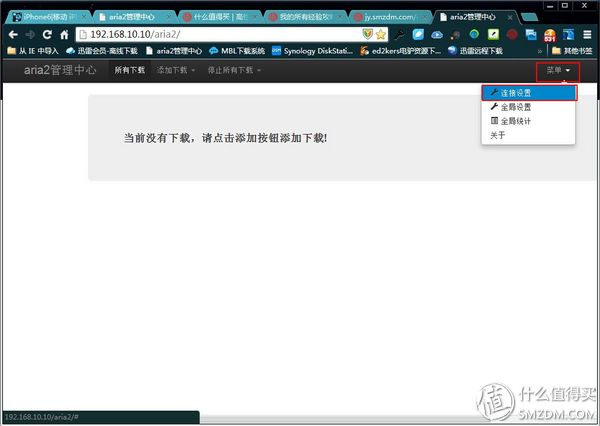 iPhone6|移动
aria2管理中心
什么值得买 | 高性
我的所有经验攻略
jy.smzdm.com/
aria2管理中心
192.168.10.10/aria2/
从 IE 中导入
迅雷会员-离线下载
aria2管理中心
MBL下载系统
Synology DiskStati
ed2kers电驴资源下
迅雷远程下载
»
其他书签
aria2管理中心
所有下载
添加下载
停止所有下载
菜单
连接设置
全局设置
全局统计
关于
当前没有下载，请点击添加按钮添加下载!
192.168.10.10/aria2/#
值 什么值得买
SMZDM.COM